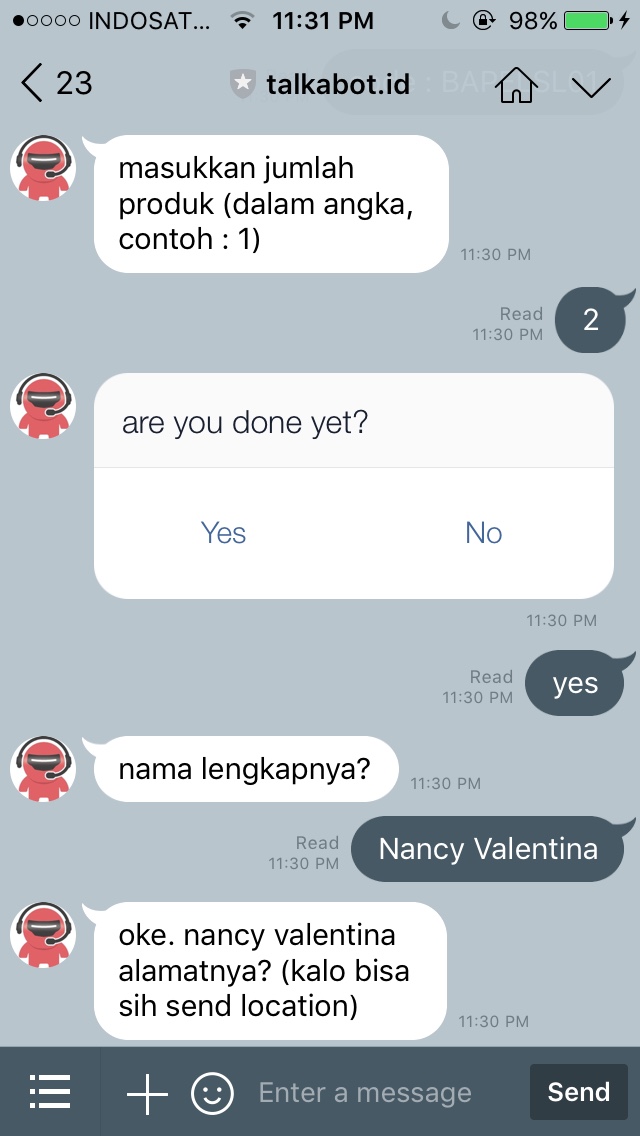 INDOSAT... 11:31 PM 98%
23 talkabot.id
masukkan jumlah
produk (dalam angka,
contoh : 1)
11:30 PM
Read
11:30 PM
2
are you done yet?
Yes No
11:30 PM
Read
11:30 PM
yes
nama lengkapnya?
11:30 PM
Read
11:30 PM
Nancy Valentina
oke. nancy valentina
alamatnya? (kalo bisa
sih send location)
11:30 PM
Enter a message Send